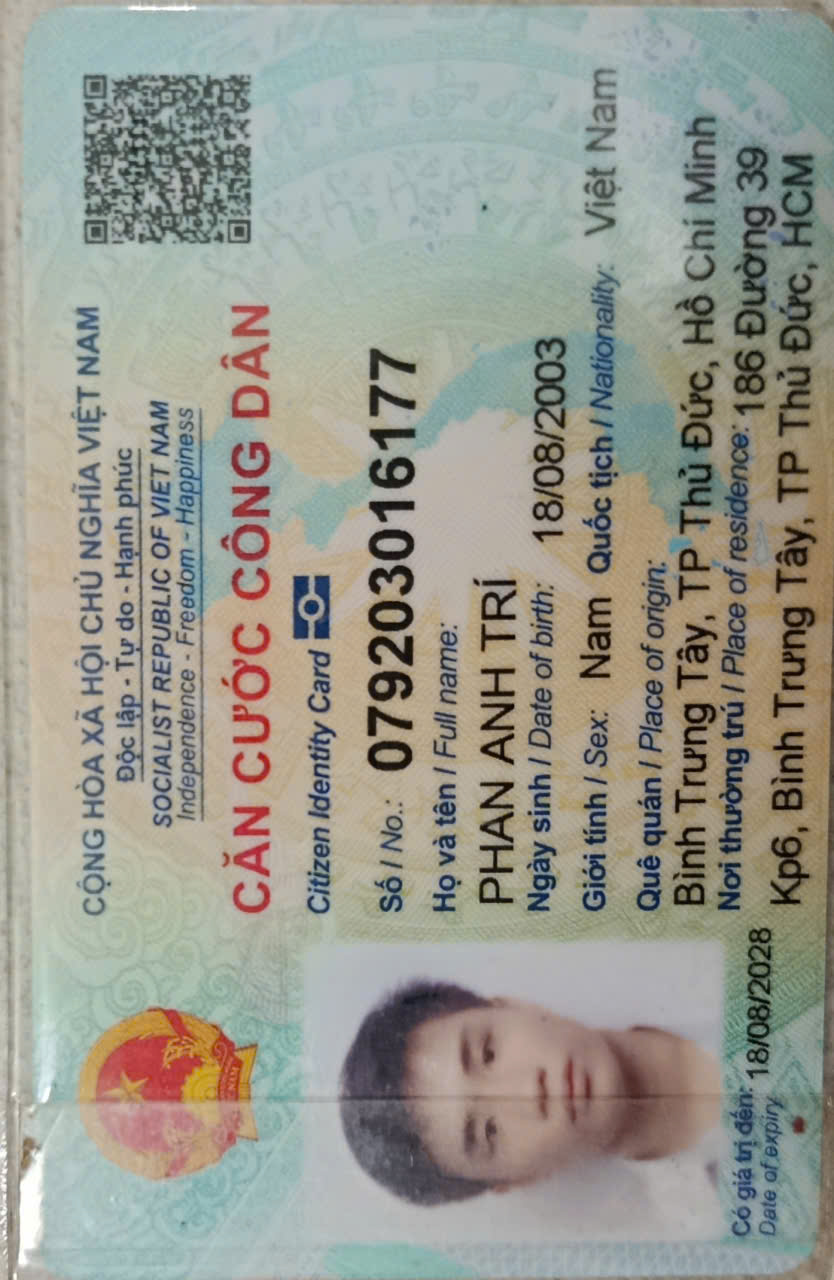 CỘNG HÒA XÃ HỘI CHỦ NGHĨA VIỆT NAM
Độc lập - Tự do - Hạnh phúc
SOCIALIST REPUBLIC OF VIET NAM
Independence - Freedom - Happiness
CĂN CƯỚC CÔNG DÂN
Citizen Identity Card
Số / No.: 079203016177
Họ và tên / Full name:
PHAN ANH TRÍ
Ngày sinh / Date of birth: 18/08/2003
Giới tính / Sex: Nam Quốc tịch / Nationality: Việt Nam
Quê quán / Place of origin:
Bình Trưng Tây, TP Thủ Đức, Hồ Chí Minh
Nơi thường trú / Place of residence: 186 Đường 39
Kp6, Bình Trưng Tây, TP Thủ Đức, HCM
Có giá trị đến: 18/08/2028
Date of expiry